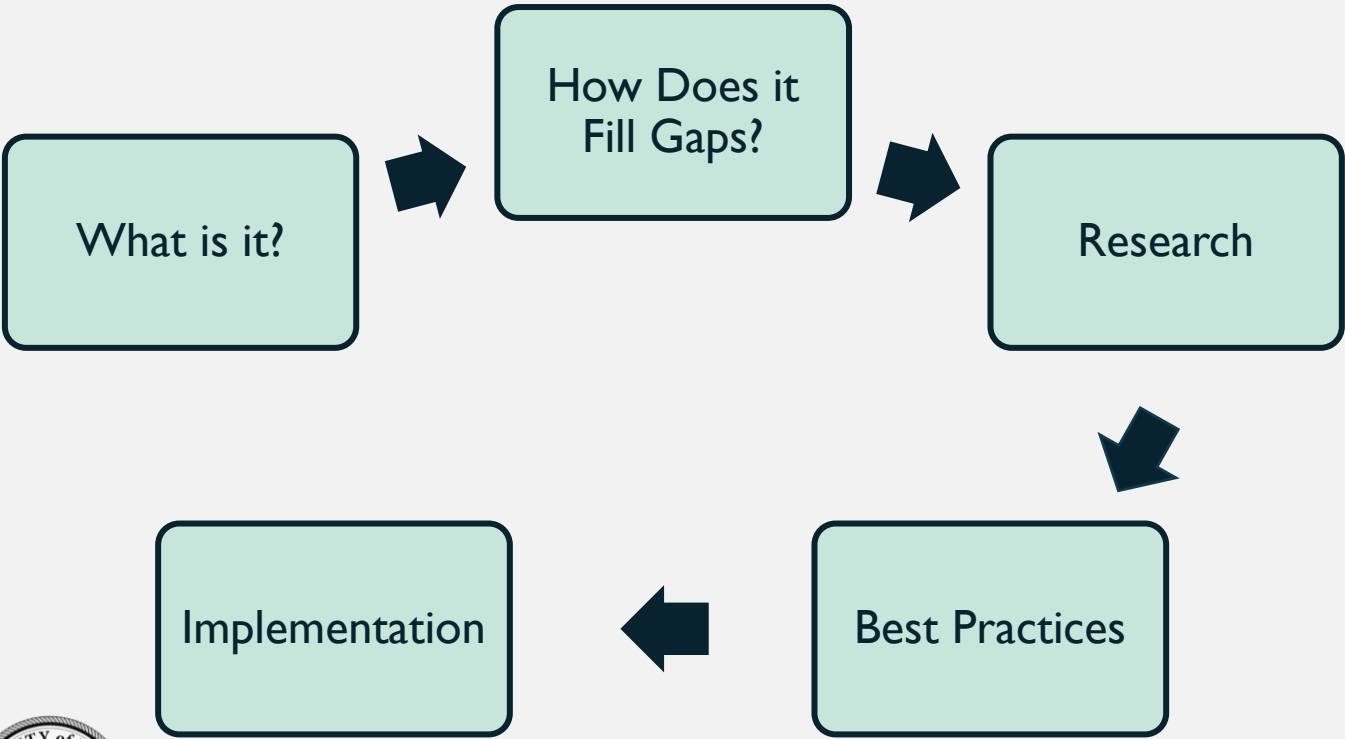 What is it?
How Does it
Fill Gaps?
Research
Best Practices
Implementation